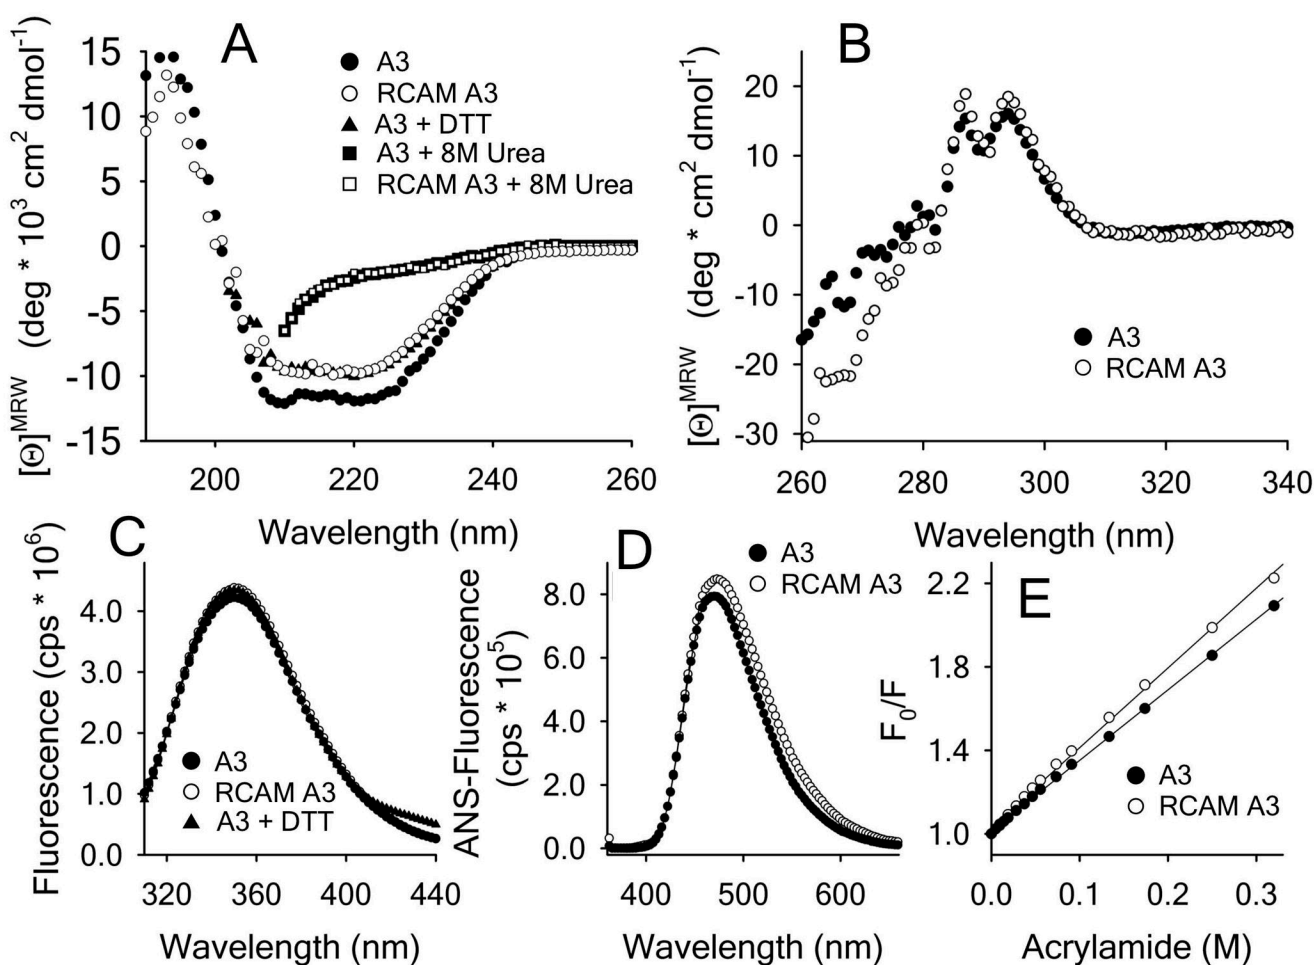 A
[Θ]ᴹᴿᵂ (deg * 10³ cm² dmol⁻¹)
15
10
5
0
-5
-10
-15
A3
RCAM A3
A3 + DTT
A3 + 8M Urea
RCAM A3 + 8M Urea
200 220 240 260
Wavelength (nm)
B
[Θ]ᴹᴿᵂ (deg * cm² dmol⁻¹)
20
10
0
-10
-20
-30
A3
RCAM A3
260 280 300 320 340
Wavelength (nm)
C
Fluorescence (cps * 10⁶)
4.0
3.0
2.0
1.0
0.0
A3
RCAM A3
A3 + DTT
320 360 400 440
Wavelength (nm)
D
ANS-Fluorescence
(cps * 10⁵)
8.0
6.0
4.0
2.0
0.0
A3
RCAM A3
400 500 600
Wavelength (nm)
E
F₀/F
2.2
1.8
1.4
1.0
A3
RCAM A3
0.0 0.1 0.2 0.3
Acrylamide (M)